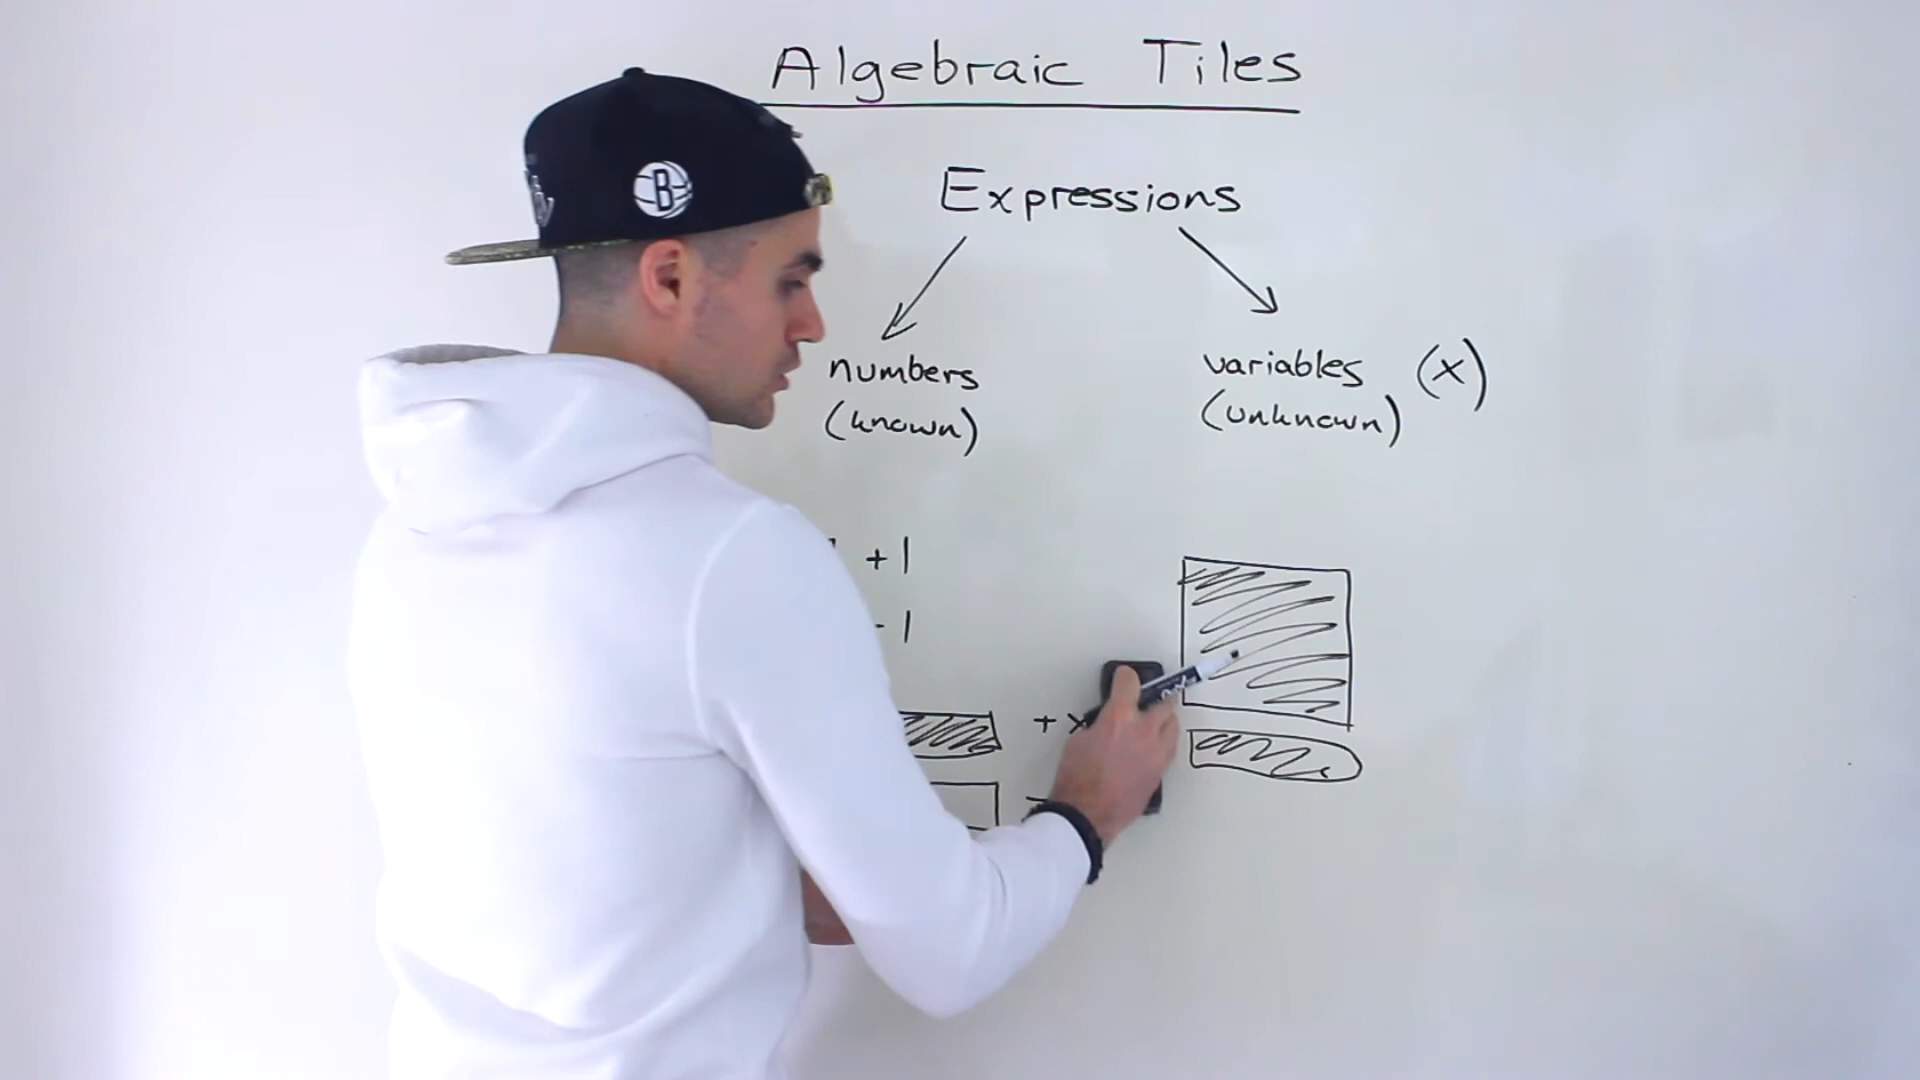 Algebraic Tiles
Expressions
numbers
(known)
variables (x)
(unknown)
+1
-1
+x
B